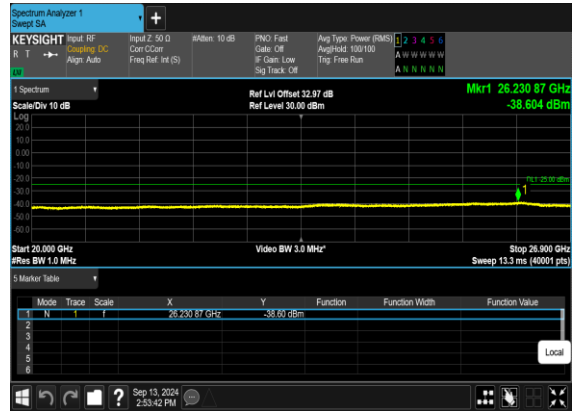 Spectrum Analyzer 1
Swept SA
+
KEYSIGHT Input: RF Input Z: 50 Ω #Atten: 10 dB PNO: Fast Avg Type: Power (RMS) 1 2 3 4 5 6
R T Coupling: DC Corr CCorr Gate: Off Avg|Hold: 100/100 A W W W W W
Align: Auto Freq Ref: Int (S) IF Gain: Low Trig: Free Run
Sig Track: Off A N N N N N
1 Spectrum Ref Lvl Offset 32.97 dB Mkr1 26.230 87 GHz
Scale/Div 10 dB Ref Level 30.00 dBm -38.604 dBm
Log
20.0
10.0
0.00
-10.0
-20.0
DL1 -25.00 dBm
-30.0
1
-40.0
-50.0
-60.0
Start 20.000 GHz Video BW 3.0 MHz* Stop 26.900 GHz
#Res BW 1.0 MHz Sweep 13.3 ms (40001 pts)
5 Marker Table
Mode Trace Scale X Y Function Function Width Function Value
1 N 1 f 26.230 87 GHz -38.60 dBm
2
3
4
5
6
Local
? Sep 13, 2024
2:53:42 PM